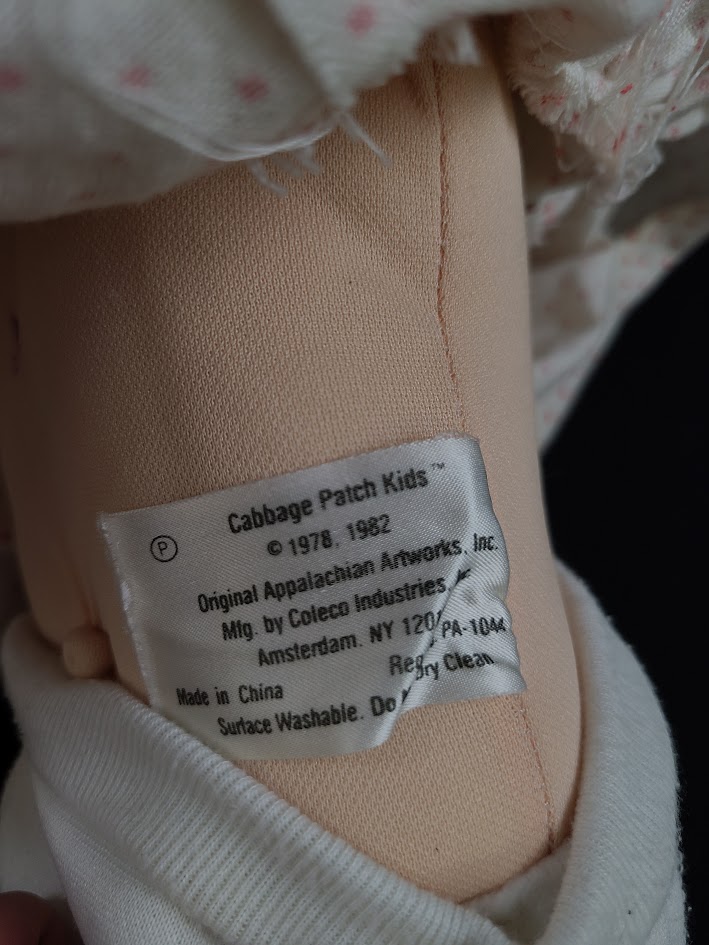 Cabbage Patch Kids™
Ⓟ © 1978, 1982
Original Appalachian Artworks, Inc.
Mfg. by Coleco Industries,
Amsterdam, NY
Reg. PA-1044
Made in China
Surface Washable. Do Dry Clean